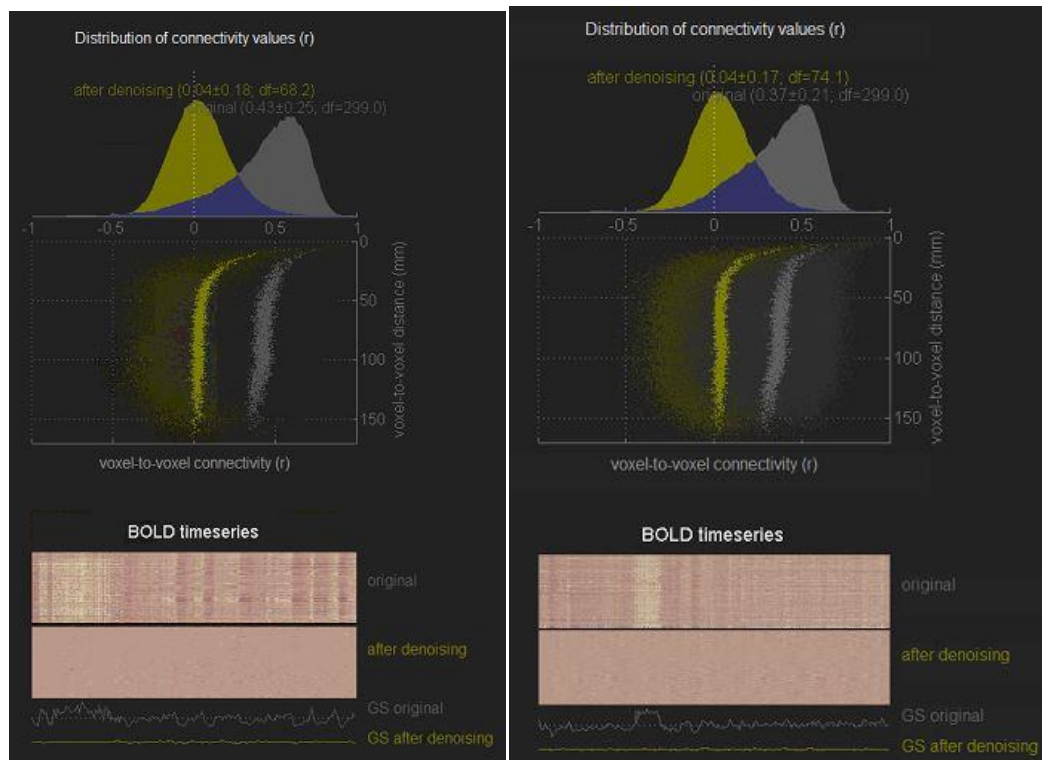 Distribution of connectivity values (r)
after denoising (0.04±0.18; df=68.2)
original (0.43±0.25; df=299.0)
-1 -0.5 0 0.5 1
0
50
100
150
voxel-to-voxel distance (mm)
voxel-to-voxel connectivity (r)
BOLD timeseries
original
after denoising
GS original
GS after denoising
Distribution of connectivity values (r)
after denoising (0.04±0.17; df=74.1)
original (0.37±0.21; df=299.0)
-1 -0.5 0 0.5 1
0
50
100
150
voxel-to-voxel distance (mm)
voxel-to-voxel connectivity (r)
BOLD timeseries
original
after denoising
GS original
GS after denoising